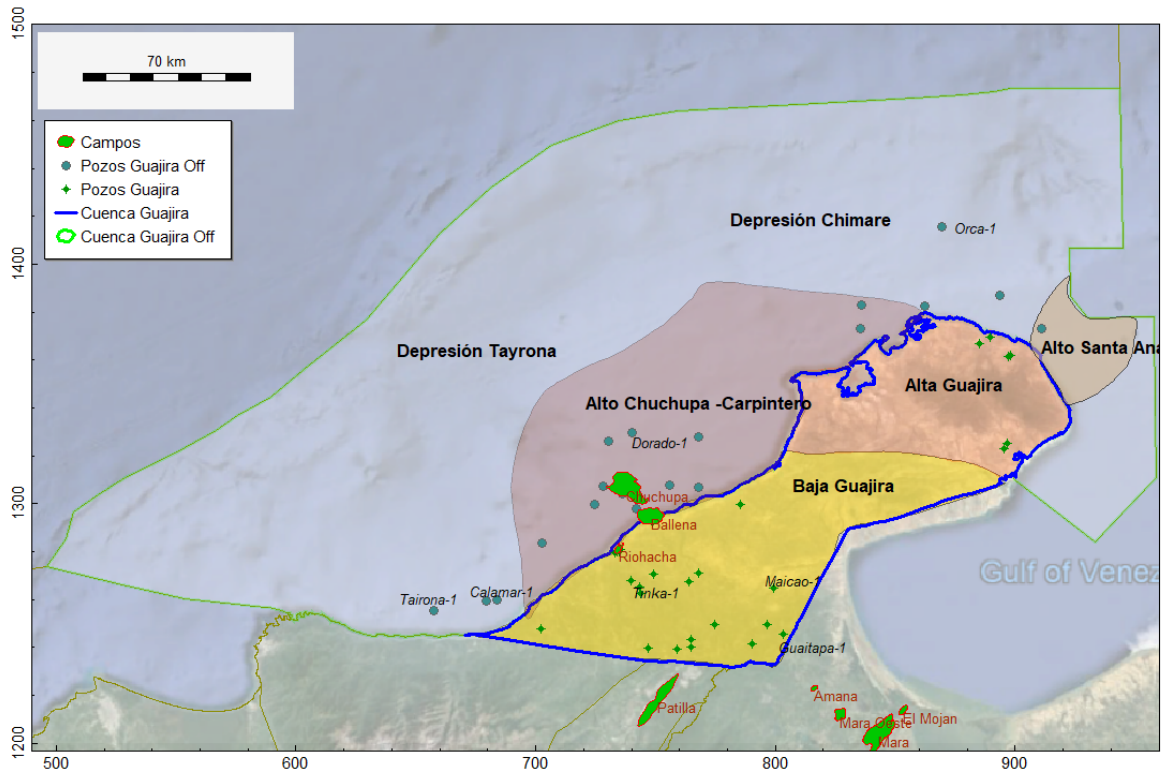 1500
70 km
Campos
Pozos Guajira Off
Pozos Guajira
Cuenca Guajira
Cuenca Guajira Off
Depresión Chimare
Orca-1
1400
Depresión Tayrona
Alto Santa Ana
Alta Guajira
Alto Chuchupa -Carpintero
Dorado-1
Baja Guajira
Chuchupa
1300
Ballena
Riohacha
Gulf of Venez
Maicao-1
Calamar-1
Tinka-1
Tairona-1
Guaitapa-1
Amana
Patilla
El Mojan
Mara Oeste
Mara
1200
500
600
700
800
900